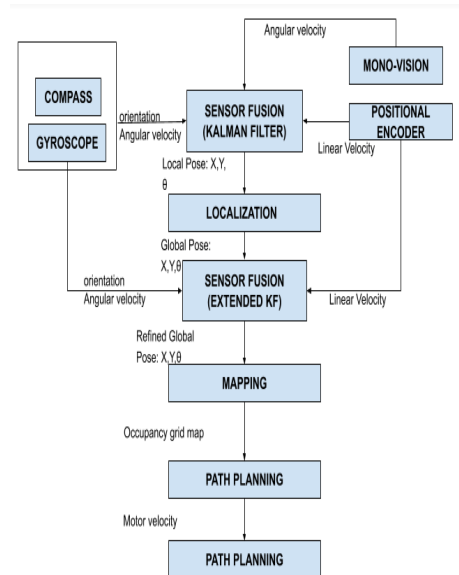 Angular velocity
MONO-VISION
COMPASS
GYROSCOPE
orientation
Angular velocity
SENSOR FUSION
(KALMAN FILTER)
POSITIONAL
ENCODER
Linear Velocity
Local Pose: X,Y,
θ
LOCALIZATION
Global Pose:
X,Y,θ
SENSOR FUSION
(EXTENDED KF)
orientation
Angular velocity
Linear Velocity
Refined Global
Pose: X,Y,θ
MAPPING
Occupancy grid map
PATH PLANNING
Motor velocity
PATH PLANNING